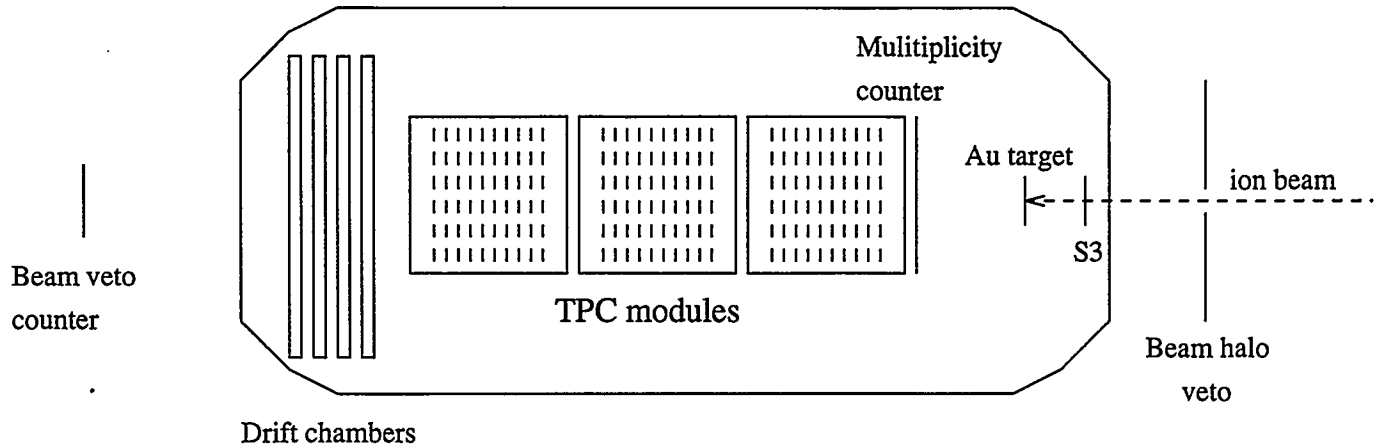 Mulitiplicity
counter
Au target
ion beam
S3
Beam veto
counter
TPC modules
Beam halo
veto
Drift chambers